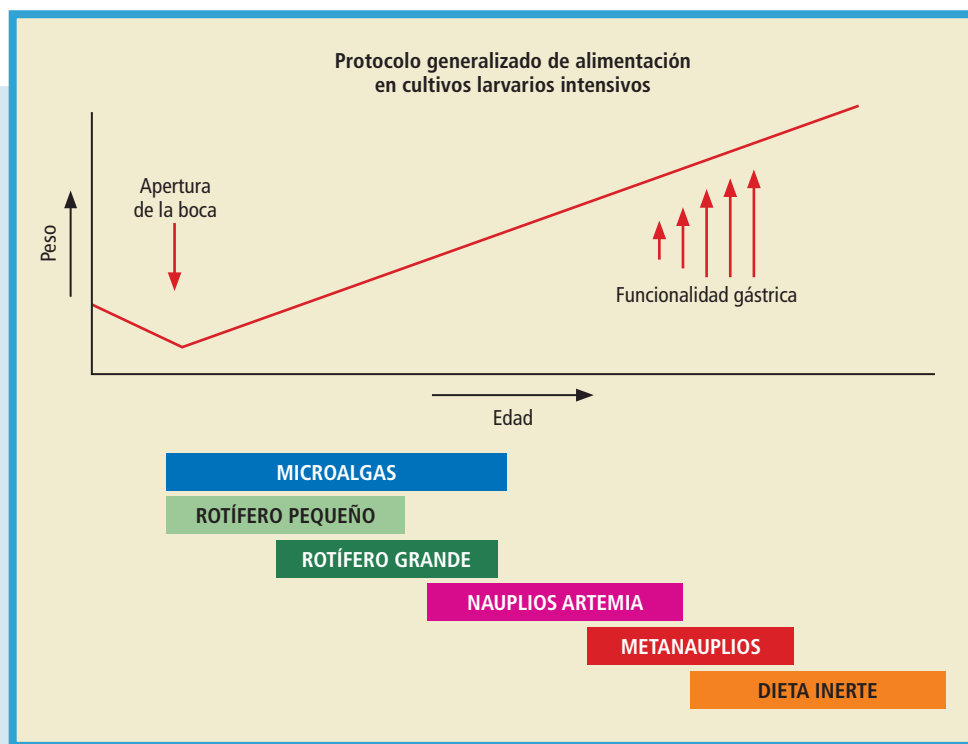 Protocolo generalizado de alimentación
en cultivos larvarios intensivos
Apertura
de la boca
Peso
Funcionalidad gástrica
Edad
MICROALGAS
ROTÍFERO PEQUEÑO
ROTÍFERO GRANDE
NAUPLIOS ARTEMIA
METANAUPLIOS
DIETA INERTE